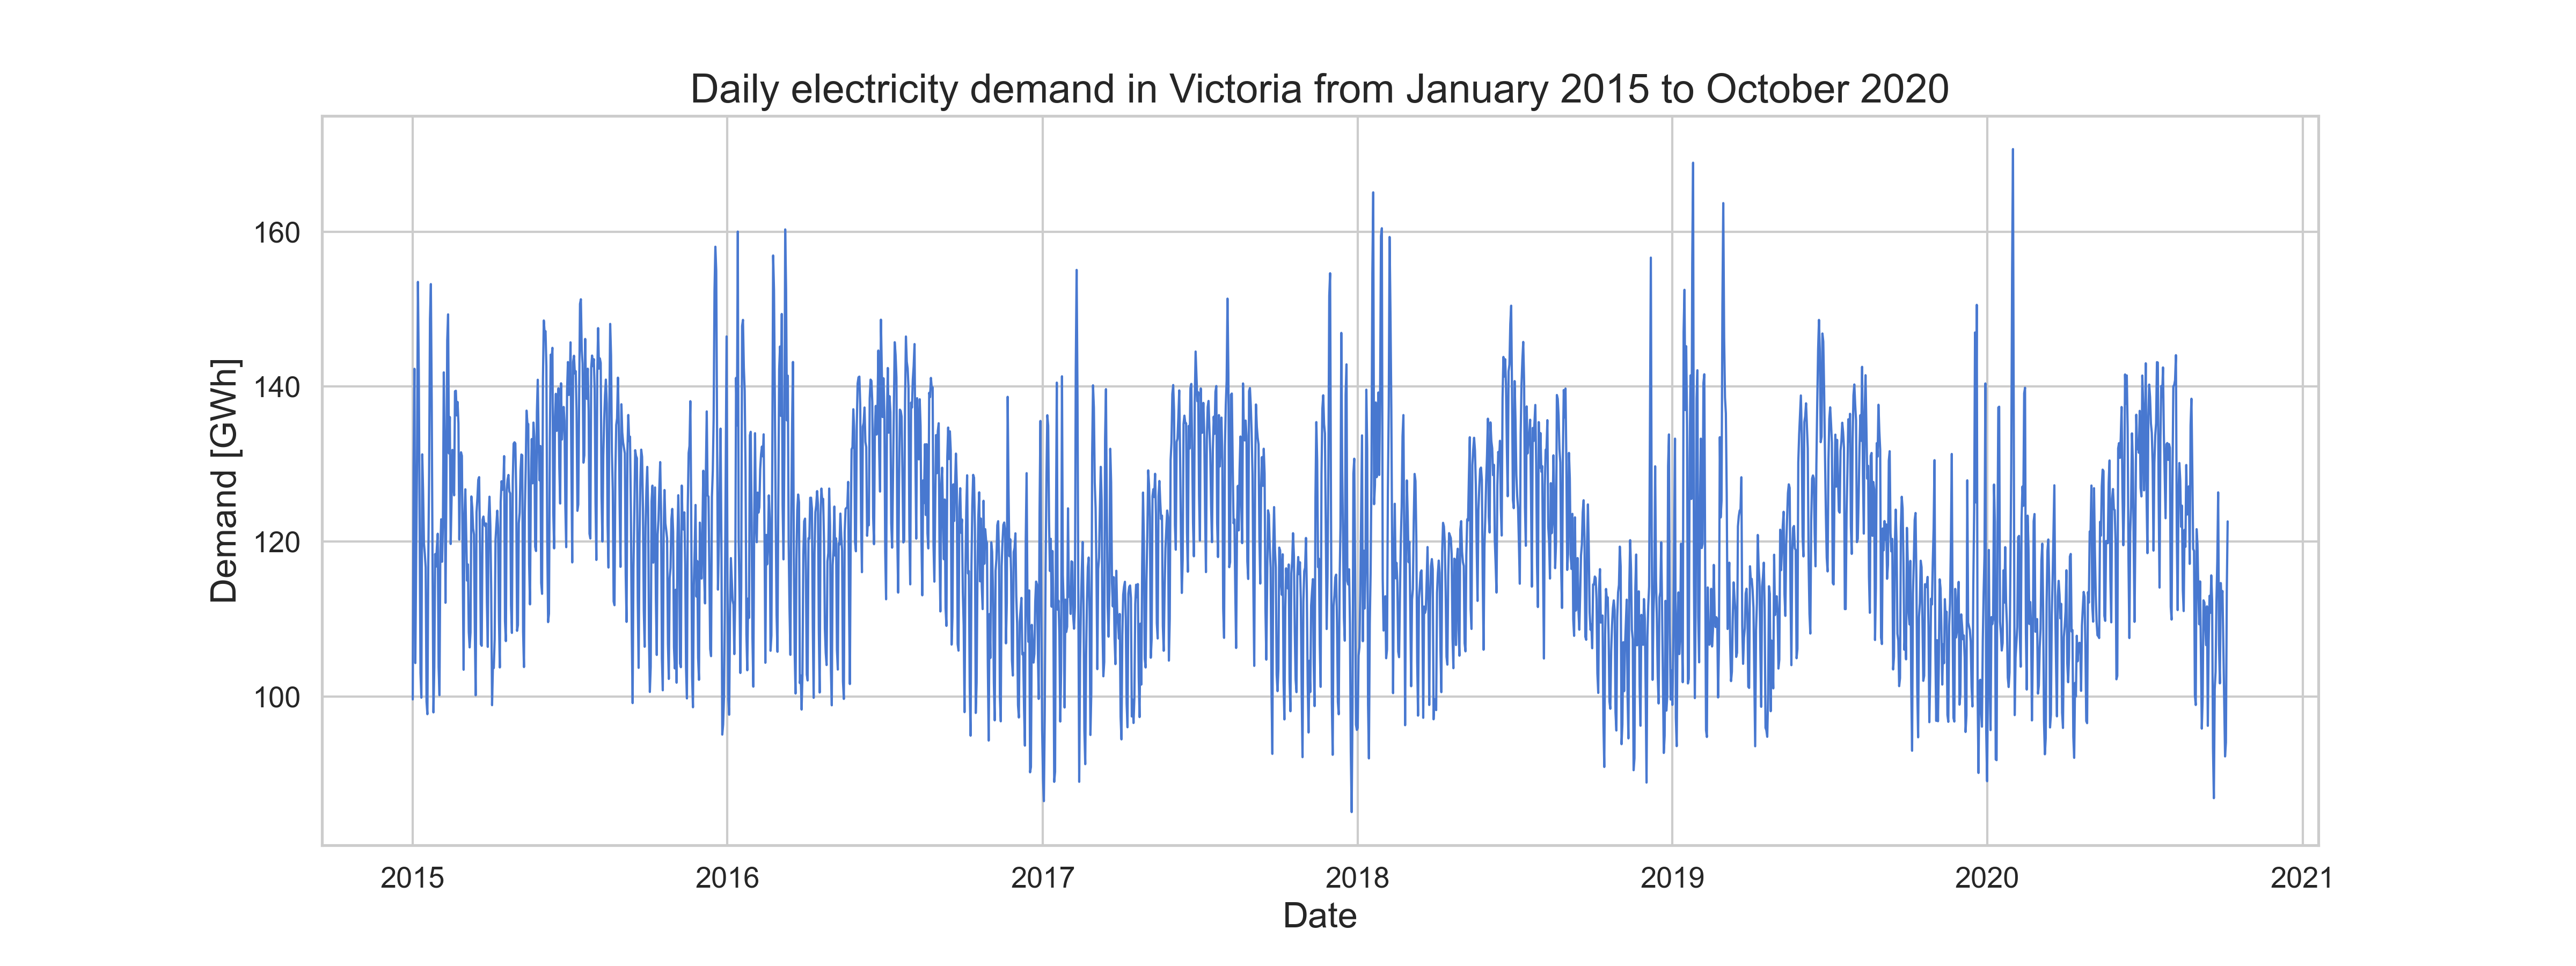 Daily electricity demand in Victoria from January 2015 to October 2020
Demand [GWh]
160
140
120
100
2015 2016 2017 2018 2019 2020 2021
Date